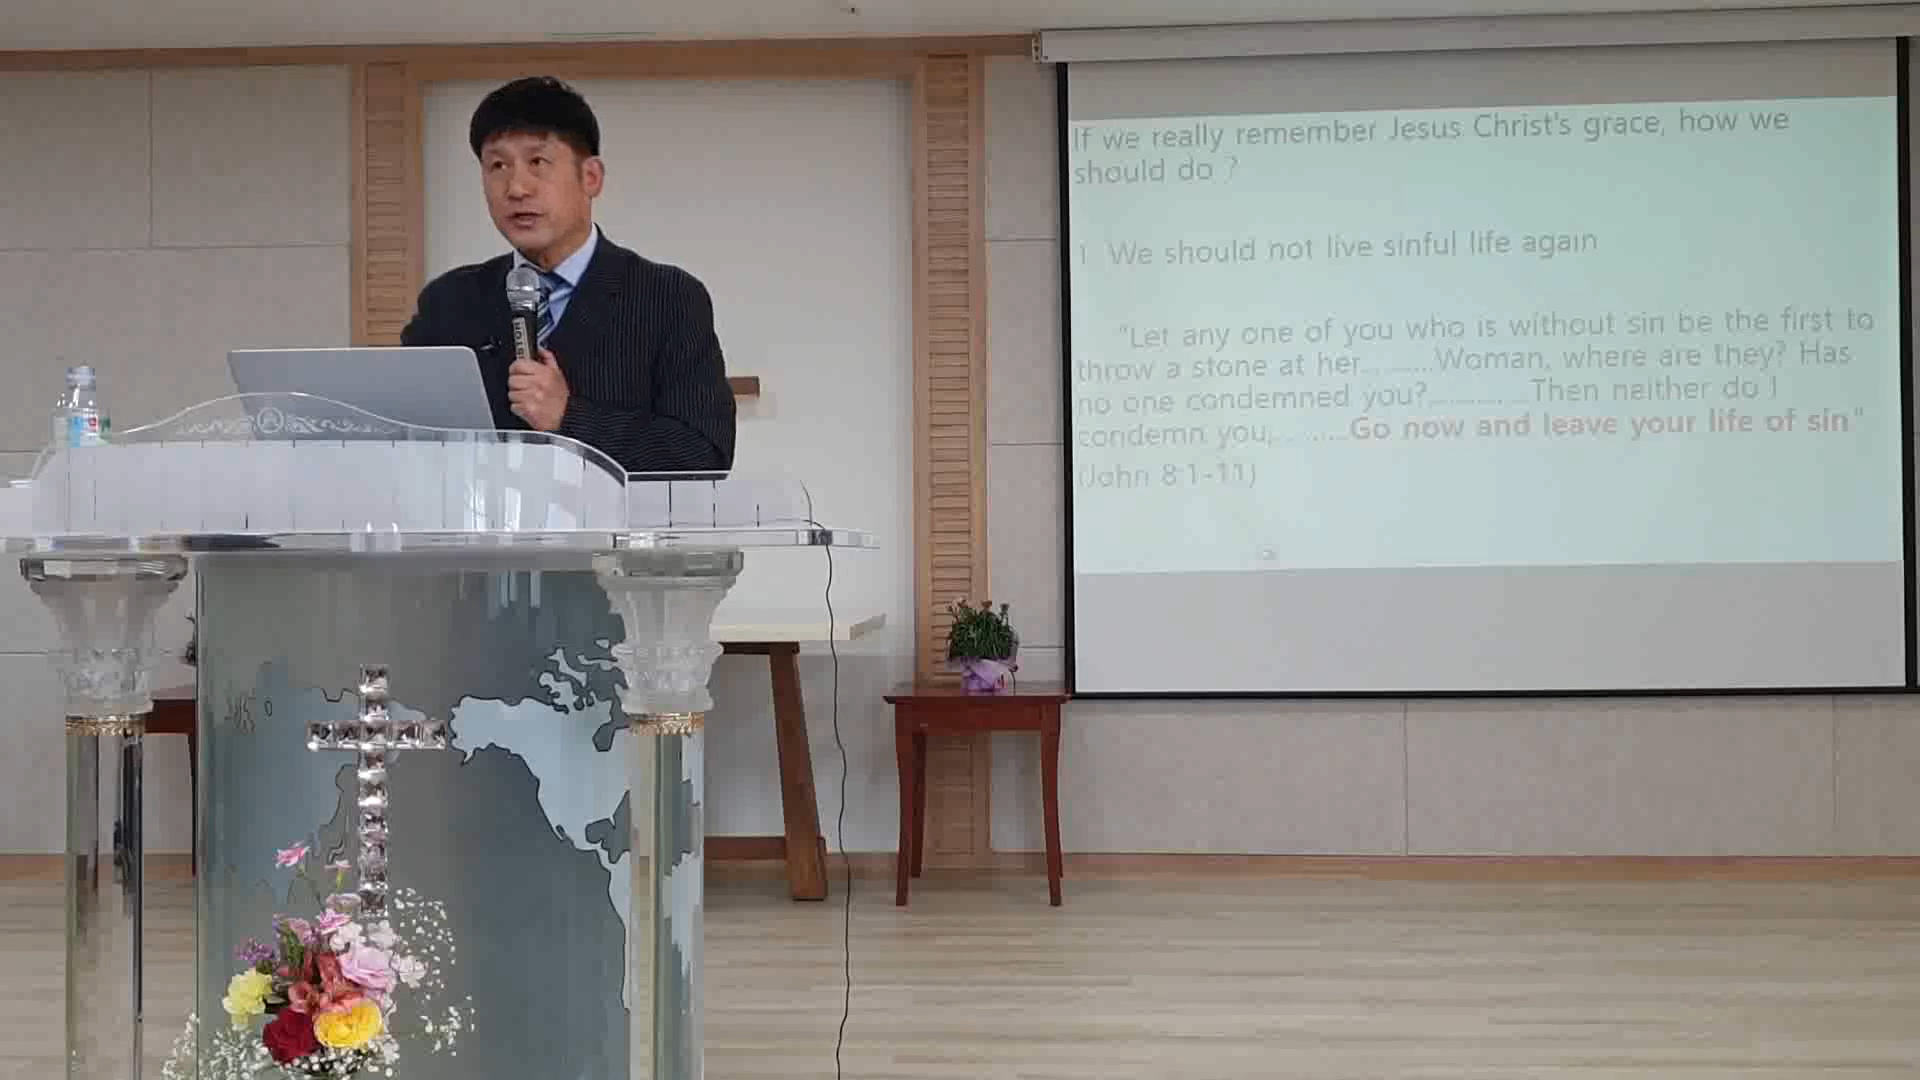 If we really remember Jesus Christ's grace, how we
should do ?
1. We should not live sinful life again
"Let any one of you who is without sin be the first to
throw a stone at her..........Woman, where are they? Has
no one condemned you?..............Then neither do I
condemn you,.........Go now and leave your life of sin"
(John 8:1-11)